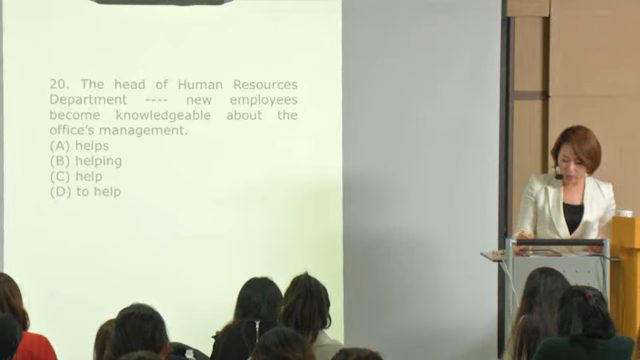 20. The head of Human Resources
Department ---- new employees
become knowledgeable about the
office's management.
(A) helps
(B) helping
(C) help
(D) to help